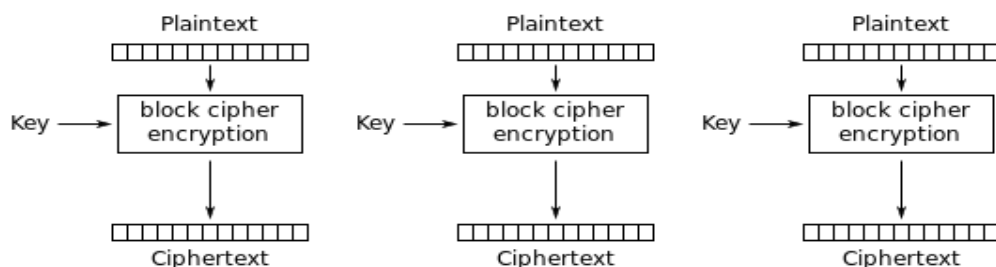 Plaintext Plaintext Plaintext
Key block cipher encryption Key block cipher encryption Key block cipher encryption
Ciphertext Ciphertext Ciphertext